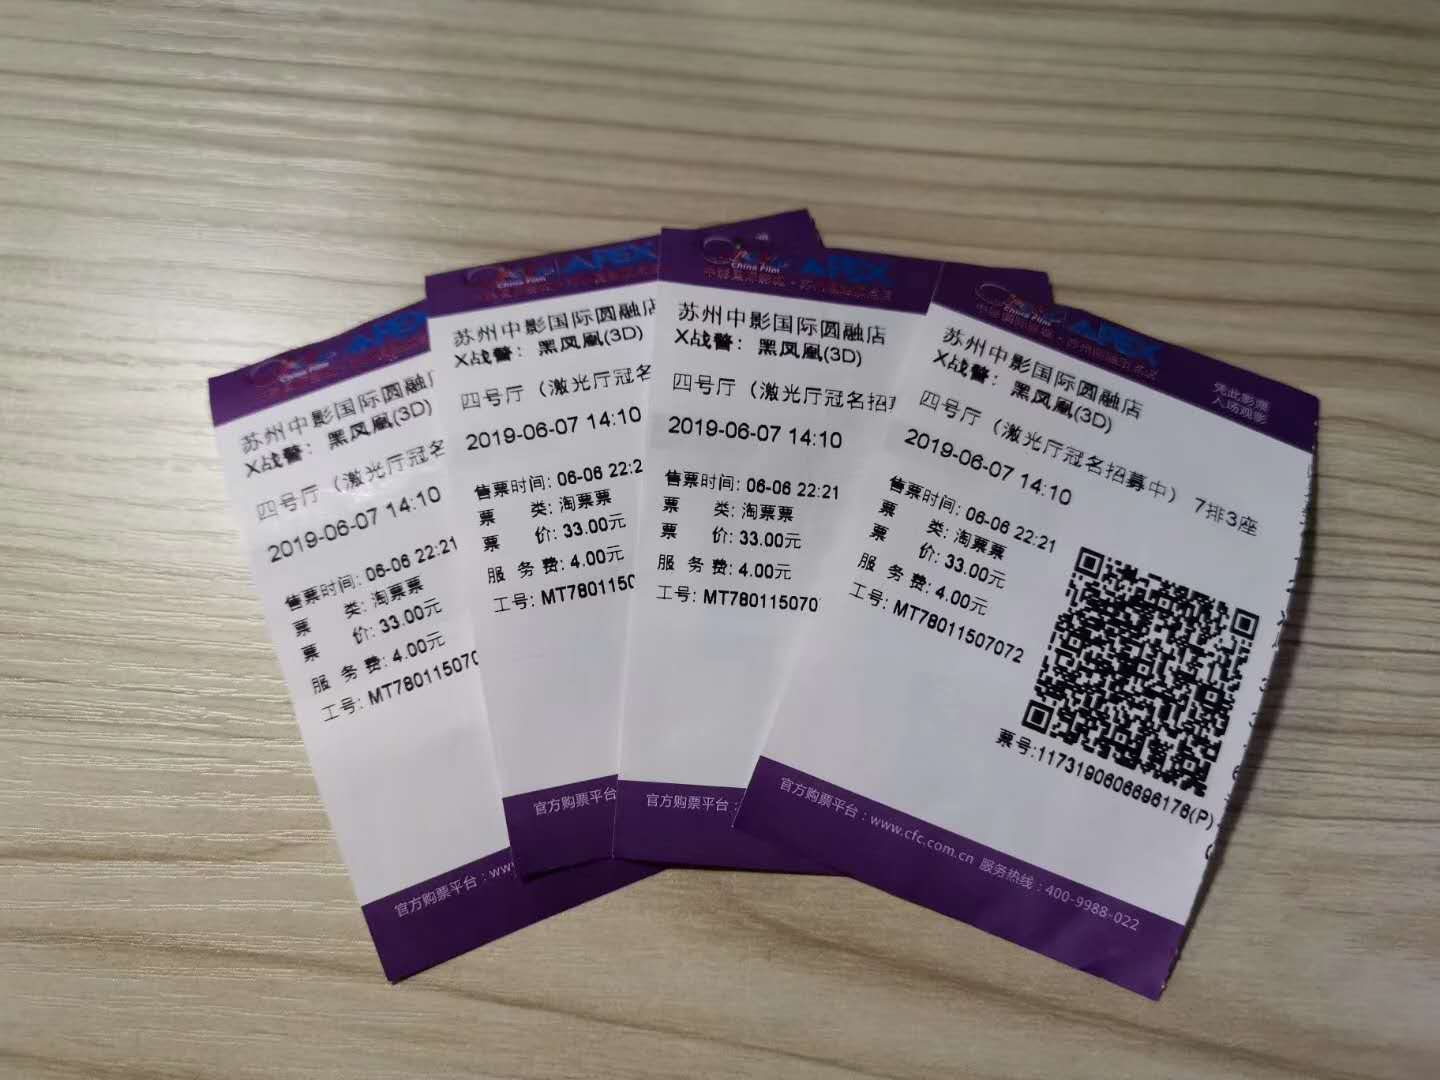 China Film
苏州中影国际圆融店
X战警：黑凤凰(3D)
四号厅（激光厅冠名
2019-06-07 14:10
售票时间: 06-06 22:21
票 类: 淘票票
票 价: 33.00元
服 务 费: 4.00元
工号: MT78011507
官方购票平台：ww
China Film APEX
苏州中影国际圆融店
X战警：黑凤凰(3D)
四号厅（激光厅冠名
2019-06-07 14:10
售票时间: 06-06 22:2
票 类: 淘票票
票 价: 33.00元
服 务 费: 4.00元
工号: MT7801150
官方购票平台
China Film APEX
苏州中影国际圆融店
X战警：黑凤凰(3D)
四号厅（激光厅冠名招
2019-06-07 14:10
售票时间: 06-06 22:21
票 类: 淘票票
票 价: 33.00元
服 务 费: 4.00元
工号: MT780115070
官方购票平台：
China Film APEX
凭此影票
入场观影
苏州中影国际圆融店
X战警：黑凤凰(3D)
四号厅（激光厅冠名招募中） 7排3座
2019-06-07 14:10
售票时间: 06-06 22:21
票 类: 淘票票
票 价: 33.00元
服 务 费: 4.00元
工号: MT78011507072
票号:1173190606696176(P)
官方购票平台：www.cfc.com.cn 服务热线：400-9988-022